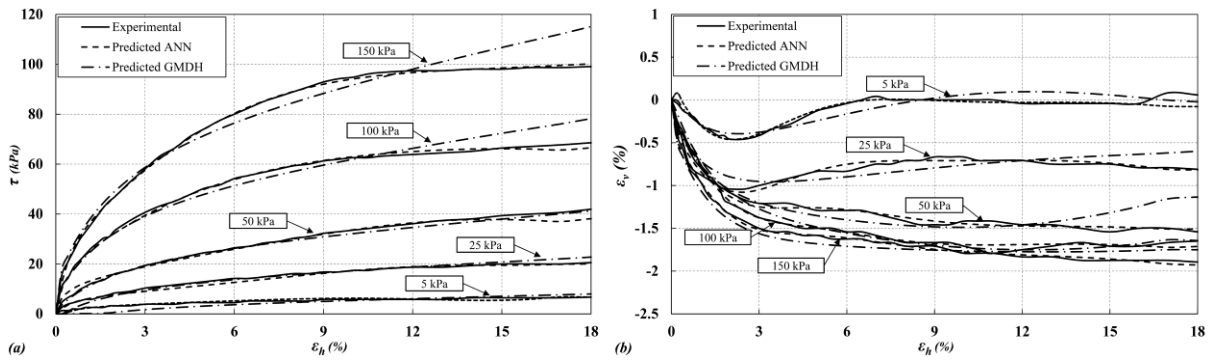 120
100
80
60
40
20
0
τ (kPa)
Experimental
Predicted ANN
Predicted GMDH
150 kPa
100 kPa
50 kPa
25 kPa
5 kPa
0 3 6 9 12 15 18
(a)
εh (%)
1
0.5
0
-0.5
-1
-1.5
-2
-2.5
εv (%)
Experimental
Predicted ANN
Predicted GMDH
5 kPa
25 kPa
50 kPa
100 kPa
150 kPa
0 3 6 9 12 15 18
(b)
εh (%)